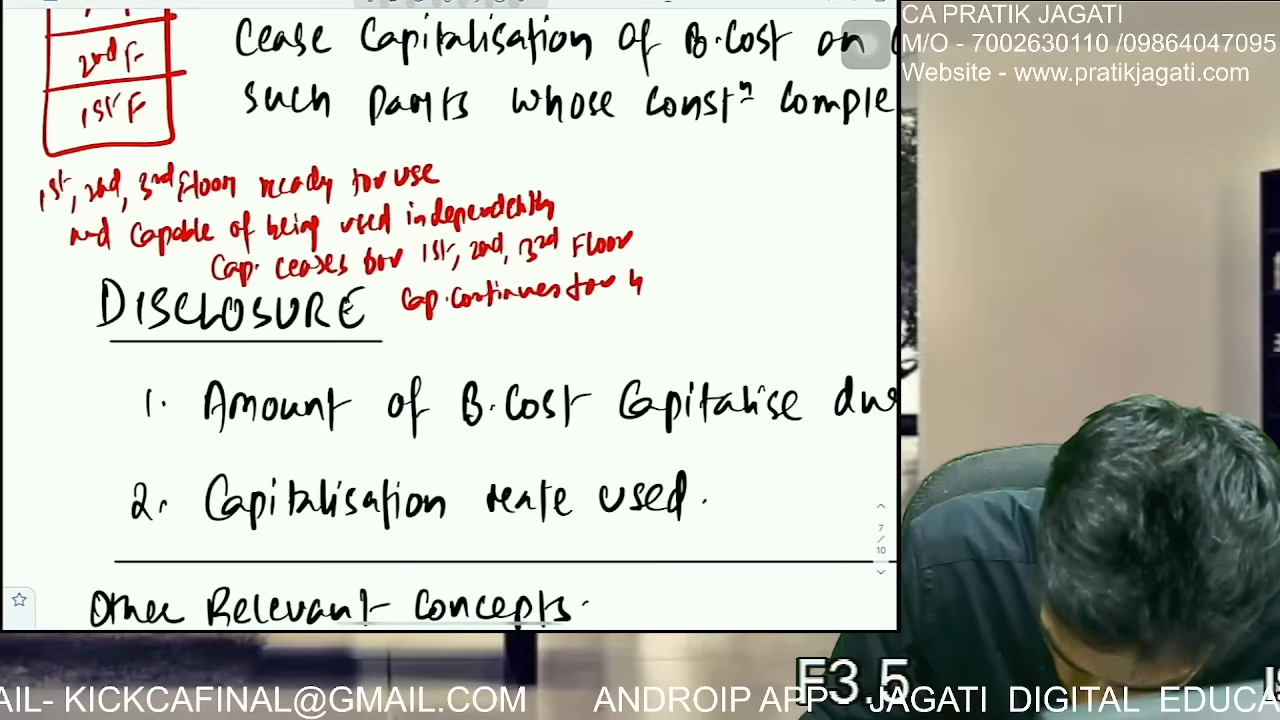 CA PRATIK JAGATI
M/O - 7002630110 /09864047095
Website - www.pratikjagati.com
2nd F
1st F
Cease Capitalisation of B.Cost on
such parts whose constⁿ comple
1st, 2nd, 3rd Floor ready for use
and capable of being used independently
Cap. ceases for 1st, 2nd, 3rd Floor
Cap. continues for 4
DISCLOSURE
1. Amount of B.Cost Capitalise du
2. Capitalisation rate used.
7
/
10
Other Relevant Concepts.
F3.5
AIL- KICKCAFINAL@GMAIL.COM ANDROIP APP - JAGATI DIGITAL EDUCA